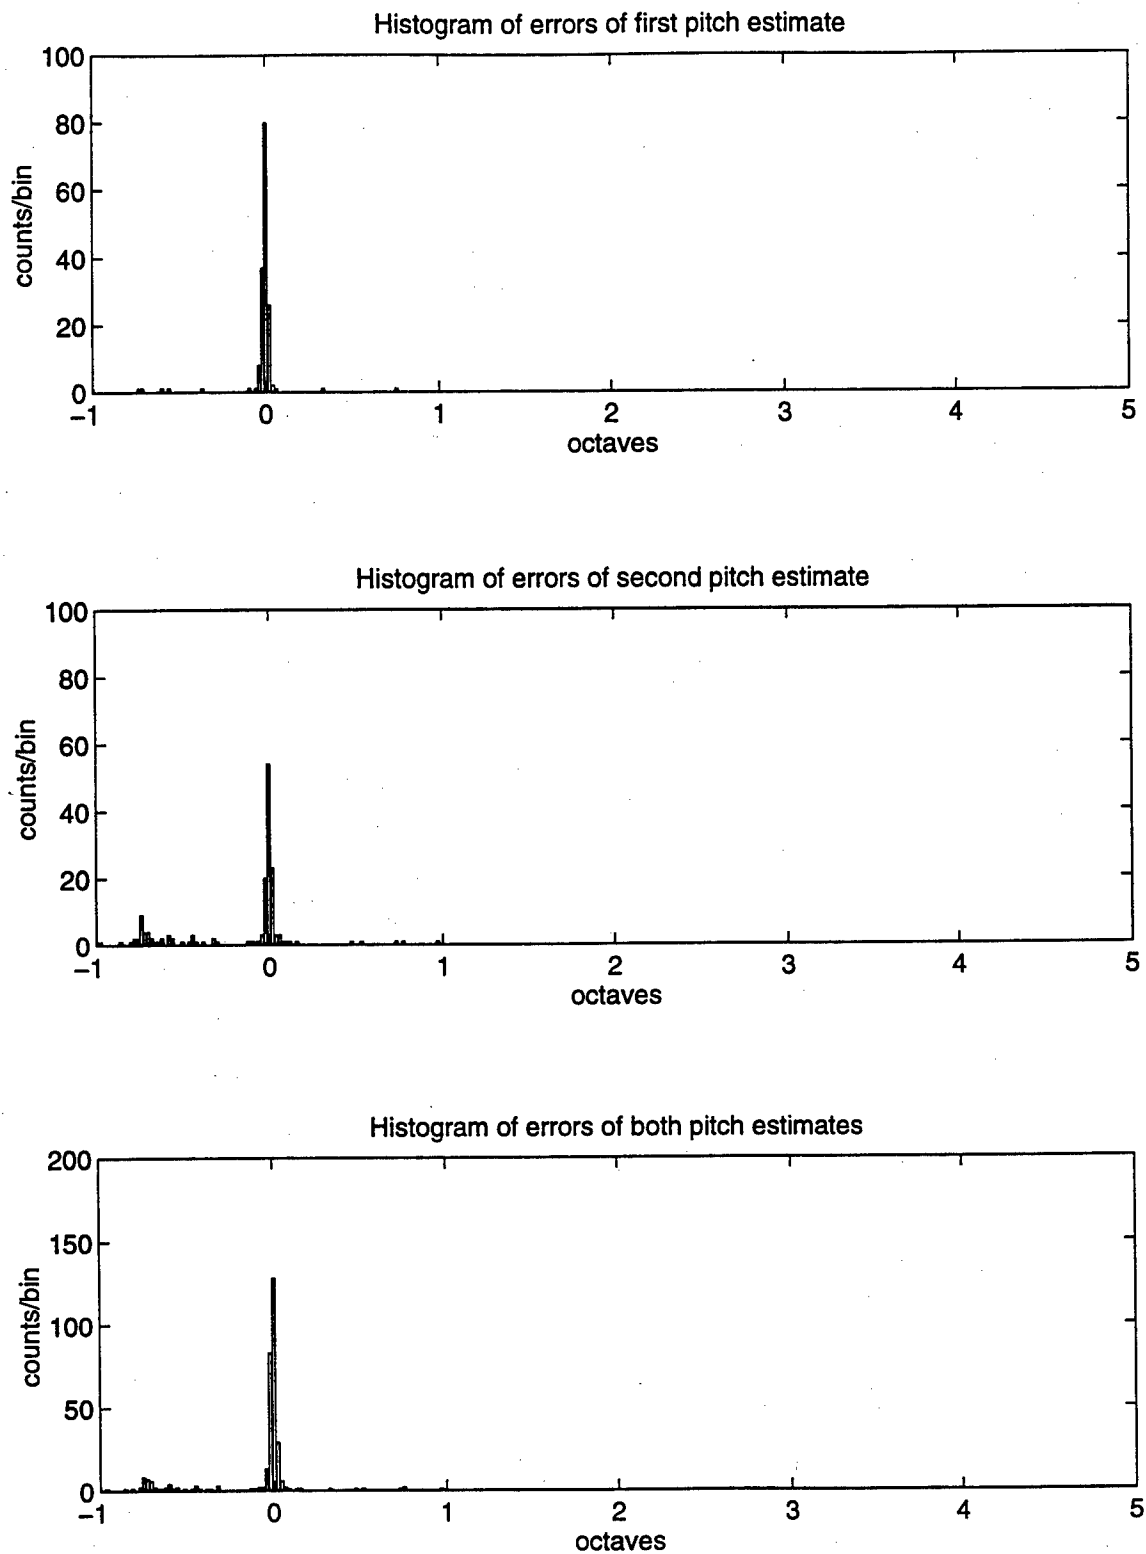 Histogram of errors of first pitch estimate
100
80
60
40
20
0
counts/bin
−1 0 1 2 3 4 5
octaves
Histogram of errors of second pitch estimate
100
80
60
40
20
0
counts/bin
−1 0 1 2 3 4 5
octaves
Histogram of errors of both pitch estimates
200
150
100
50
0
counts/bin
−1 0 1 2 3 4 5
octaves